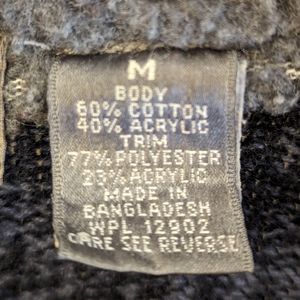 M
BODY
60% COTTON
40% ACRYLIC
TRIM
77% POLYESTER
23% ACRYLIC
MADE IN
BANGLADESH
WPL 12902
CARE SEE REVERSE